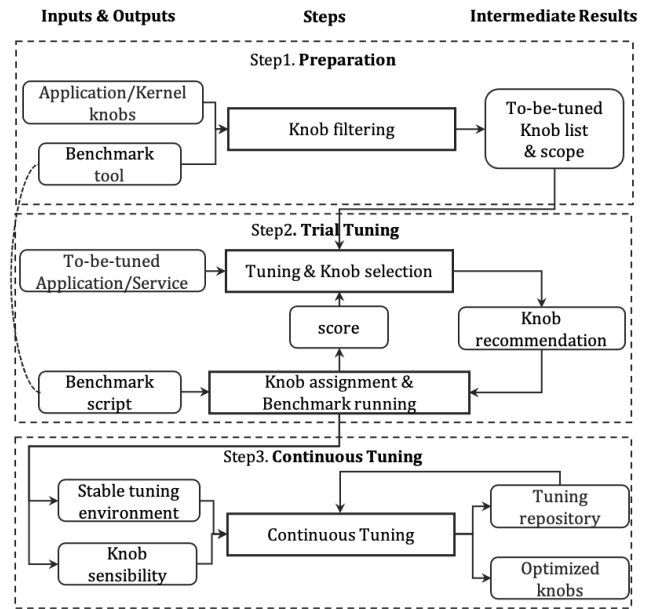 Inputs & Outputs
Steps
Intermediate Results
Step1. Preparation
Application/Kernel
knobs
Knob filtering
To-be-tuned
Knob list
& scope
Benchmark
tool
Step2. Trial Tuning
To-be-tuned
Application/Service
Tuning & Knob selection
score
Knob
recommendation
Benchmark
script
Knob assignment &
Benchmark running
Step3. Continuous Tuning
Stable tuning
environment
Continuous Tuning
Tuning
repository
Knob
sensibility
Optimized
knobs